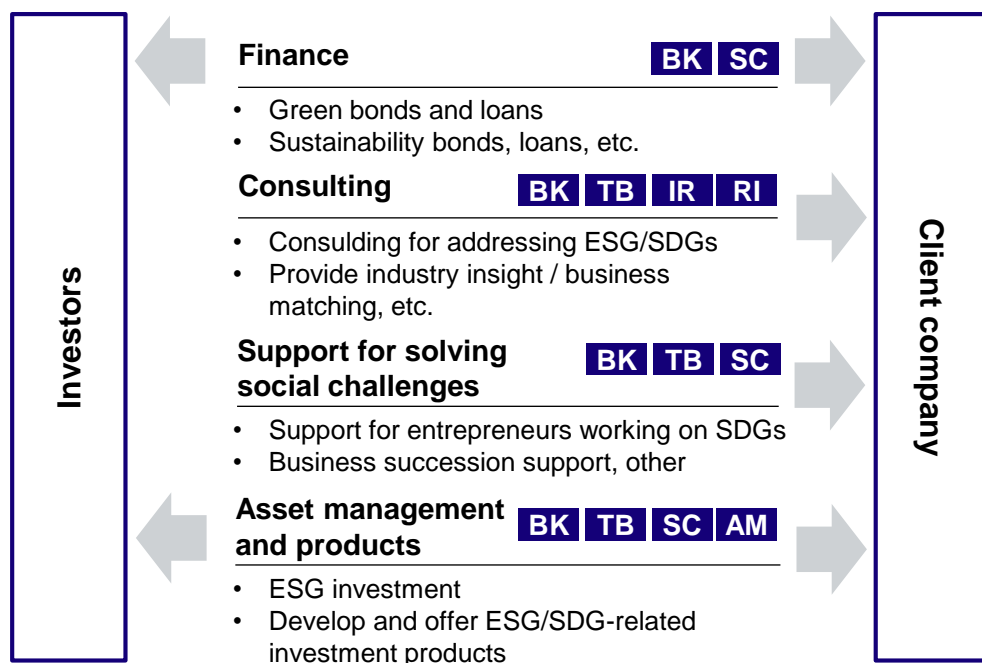 Investors
Finance
BK SC
• Green bonds and loans
• Sustainability bonds, loans, etc.
Consulting
BK TB IR RI
• Consulding for addressing ESG/SDGs
• Provide industry insight / business
matching, etc.
Support for solving
social challenges
BK TB SC
• Support for entrepreneurs working on SDGs
• Business succession support, other
Asset management
and products
BK TB SC AM
• ESG investment
• Develop and offer ESG/SDG-related
investment products
Client company